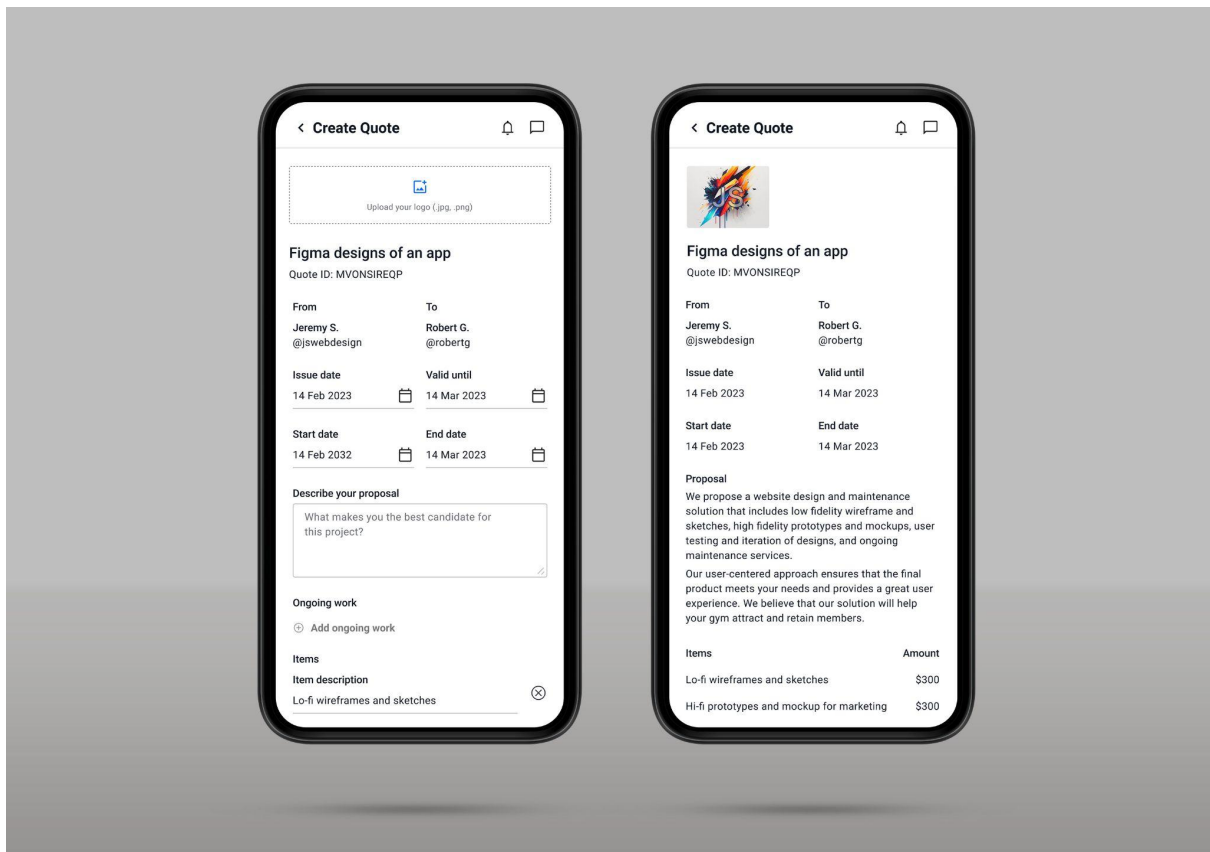 Create Quote
Upload your logo (.jpg, .png)
Figma designs of an app
Quote ID: MVONSIREQP
From To
Jeremy S. Robert G.
@jswebdesign @robertg
Issue date Valid until
14 Feb 2023 14 Mar 2023
Start date End date
14 Feb 2032 14 Mar 2023
Describe your proposal
What makes you the best candidate for
this project?
Ongoing work
Add ongoing work
Items
Item description
Lo-fi wireframes and sketches
Create Quote
JS
Figma designs of an app
Quote ID: MVONSIREQP
From To
Jeremy S. Robert G.
@jswebdesign @robertg
Issue date Valid until
14 Feb 2023 14 Mar 2023
Start date End date
14 Feb 2023 14 Mar 2023
Proposal
We propose a website design and maintenance
solution that includes low fidelity wireframe and
sketches, high fidelity prototypes and mockups, user
testing and iteration of designs, and ongoing
maintenance services.
Our user-centered approach ensures that the final
product meets your needs and provides a great user
experience. We believe that our solution will help
your gym attract and retain members.
Items Amount
Lo-fi wireframes and sketches $300
Hi-fi prototypes and mockup for marketing $300